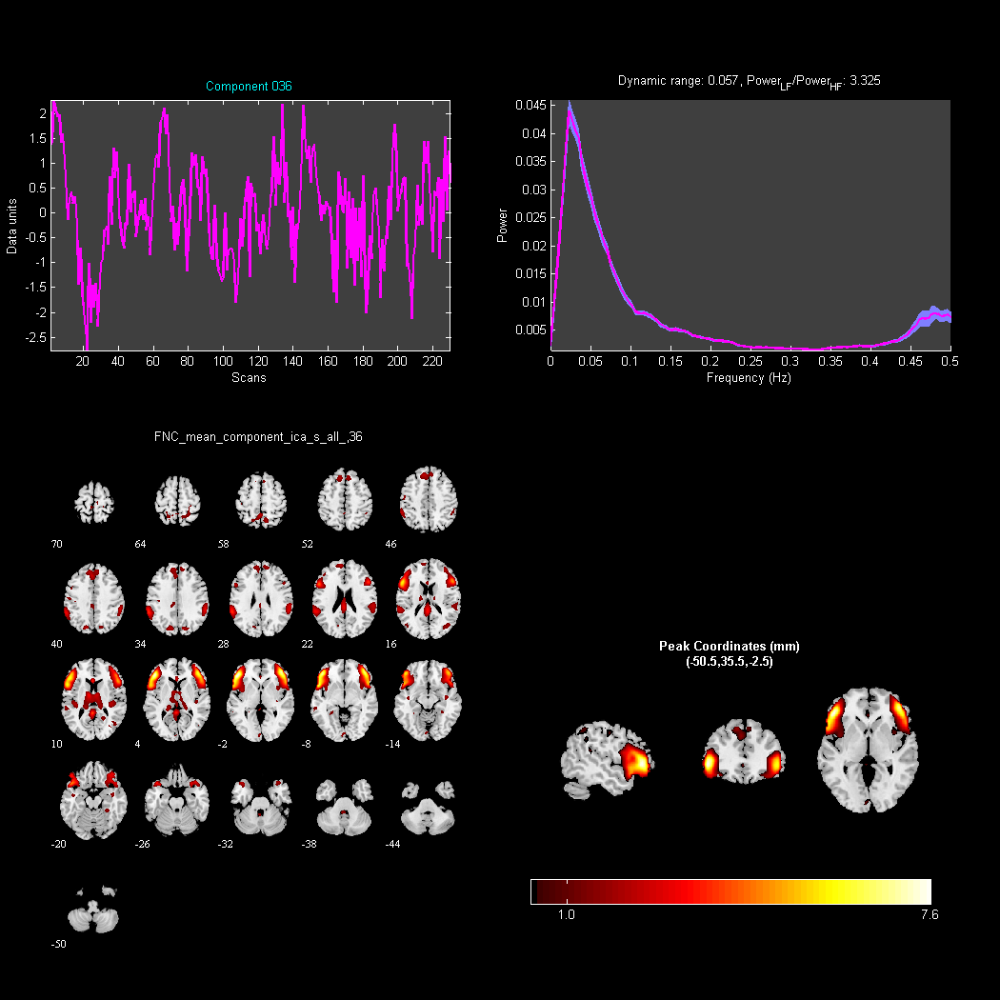 Component 036
2
1.5
1
0.5
0
-0.5
-1
-1.5
-2
-2.5
Data units
20 40 60 80 100 120 140 160 180 200 220
Scans
Dynamic range: 0.057, PowerLF/PowerHF: 3.325
0.045
0.04
0.035
0.03
0.025
0.02
0.015
0.01
0.005
Power
0 0.05 0.1 0.15 0.2 0.25 0.3 0.35 0.4 0.45 0.5
Frequency (Hz)
FNC_mean_component_ica_s_all_,36
70 64 58 52 46
40 34 28 22 16
10 4 -2 -8 -14
-20 -26 -32 -38 -44
-50
Peak Coordinates (mm)
(-50.5,35.5,-2.5)
1.0 7.6